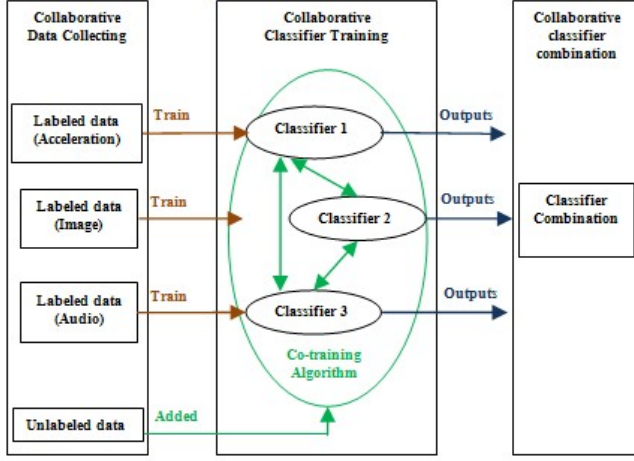 Collaborative
Data Collecting
Collaborative
Classifier Training
Collaborative
classifier
combination
Labeled data
(Acceleration)
Train
Classifier 1
Outputs
Labeled data
(Image)
Train
Classifier 2
Outputs
Classifier
Combination
Labeled data
(Audio)
Train
Classifier 3
Outputs
Co-training
Algorithm
Unlabeled data
Added